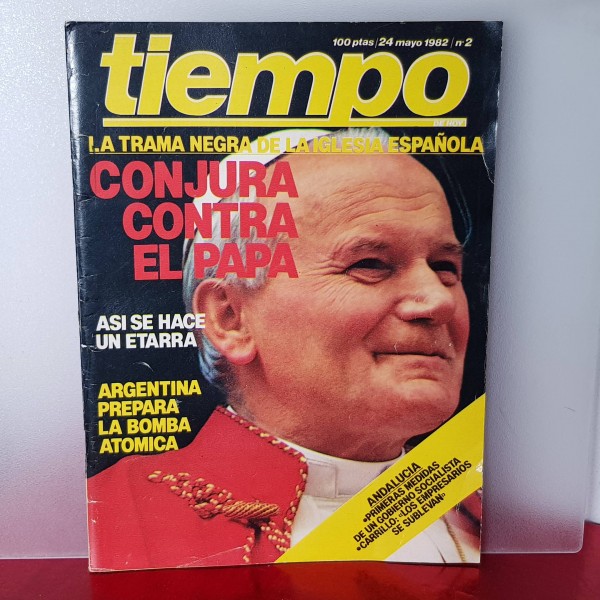 100 ptas / 24 mayo 1982 / nº2
tiempo
DE HOY
LA TRAMA NEGRA DE LA IGLESIA ESPAÑOLA
CONJURA
CONTRA
EL PAPA
ASI SE HACE
UN ETARRA
ARGENTINA
PREPARA
LA BOMBA
ATOMICA
ANDALUCIA
•PRIMERAS MEDIDAS
DE UN GOBIERNO SOCIALISTA
•CARRILLO: «LOS EMPRESARIOS
SE SUBLEVAN»